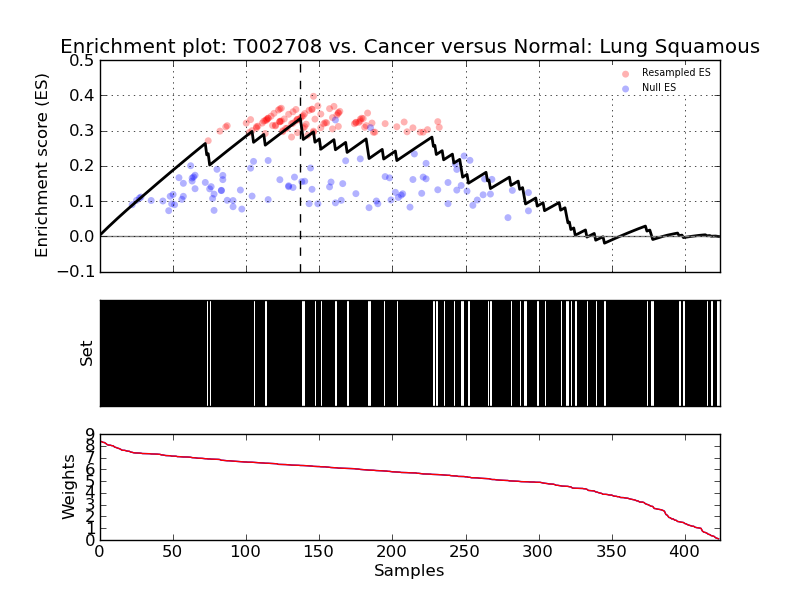 Enrichment plot: T002708 vs. Cancer versus Normal: Lung Squamous
0.5
0.4
0.3
0.2
0.1
0.0
−0.1
Enrichment score (ES)
Resampled ES
Null ES
Set
9
8
7
6
5
4
3
2
1
0
Weights
0 50 100 150 200 250 300 350 400
Samples